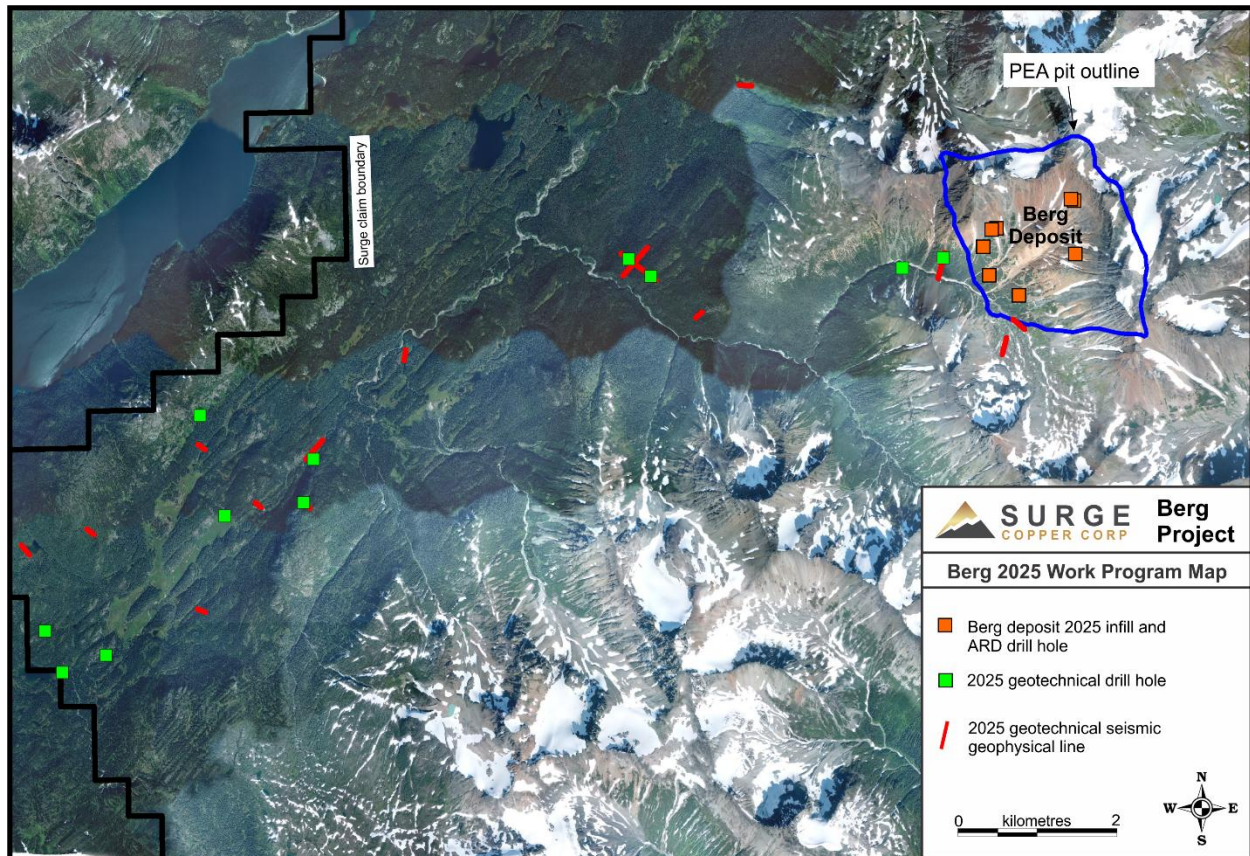 PEA pit outline
Surge claim boundary
Berg
Deposit
SURGE
COPPER CORP
Berg
Project
Berg 2025 Work Program Map
Berg deposit 2025 infill and
ARD drill hole
2025 geotechnical drill hole
2025 geotechnical seismic
geophysical line
N
W E
S
0 kilometres 2